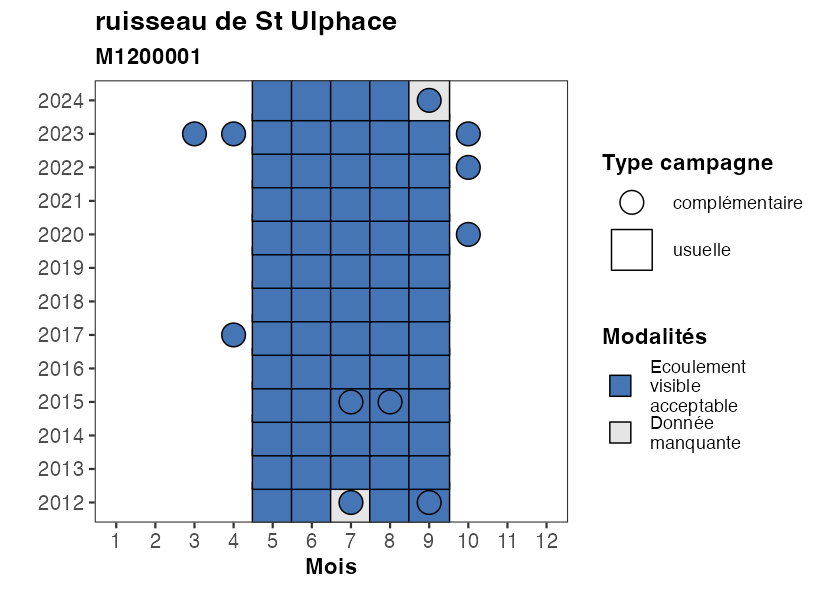 ruisseau de St Ulphace
M1200001
2024
2023
2022
2021
2020
2019
2018
2017
2016
2015
2014
2013
2012
1 2 3 4 5 6 7 8 9 10 11 12
Mois
Type campagne
complémentaire
usuelle
Modalités
Ecoulement
visible
acceptable
Donnée
manquante